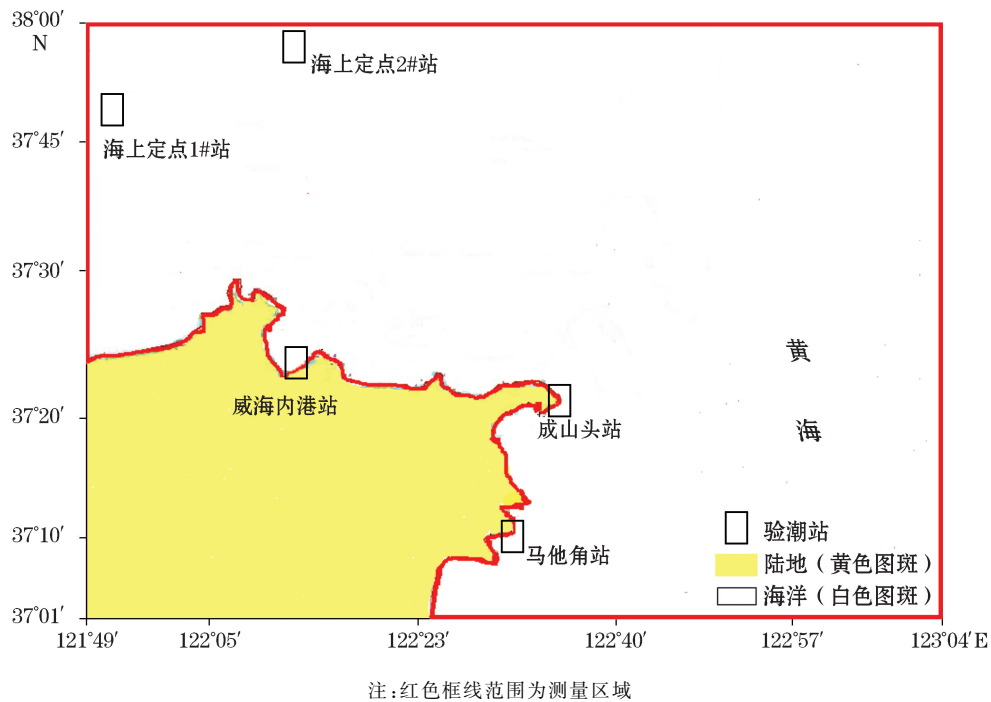 38°00′
N
海上定点2#站
37°45′
海上定点1#站
37°30′
黄
海
威海内港站
37°20′
成山头站
37°10′
马他角站
验潮站
陆地（黄色图斑）
海洋（白色图斑）
37°01′
121°49′ 122°05′ 122°23′ 122°40′ 122°57′ 123°04′E
注:红色框线范围为测量区域